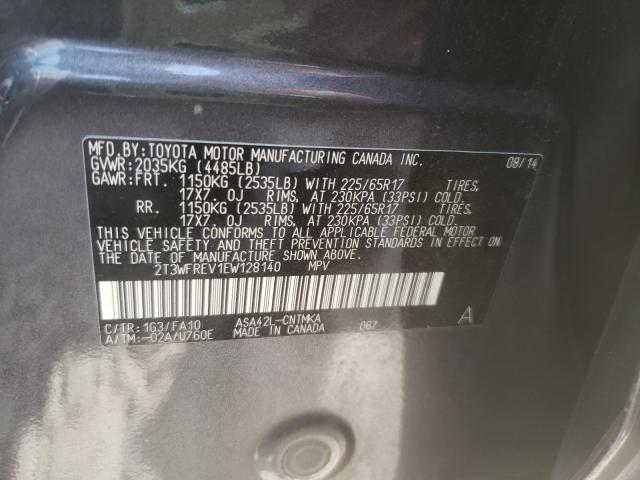 MFD.BY:TOYOTA MOTOR MANUFACTURING CANADA INC. 08/14
GVWR:2035KG (4485LB)
GAWR:FRT. 1150KG (2535LB) WITH 225/65R17 TIRES,
17X7.0J RIMS, AT 230KPA (33PSI) COLD
RR. 1150KG (2535LB) WITH 225/65R17 TIRES,
17X7.0J RIMS, AT 230KPA (33PSI) COLD.
THIS VEHICLE CONFORMS TO ALL APPLICABLE FEDERAL MOTOR
VEHICLE SAFETY AND THEFT PREVENTION STANDARDS IN EFFECT ON
THE DATE OF MANUFACTURE SHOWN ABOVE.
2T3WFREV1EW128140 MPV
C/TR:1G3/FA10 ASA42L-CNTMKA A
A/TM:-02A/U760E MADE IN CANADA 067